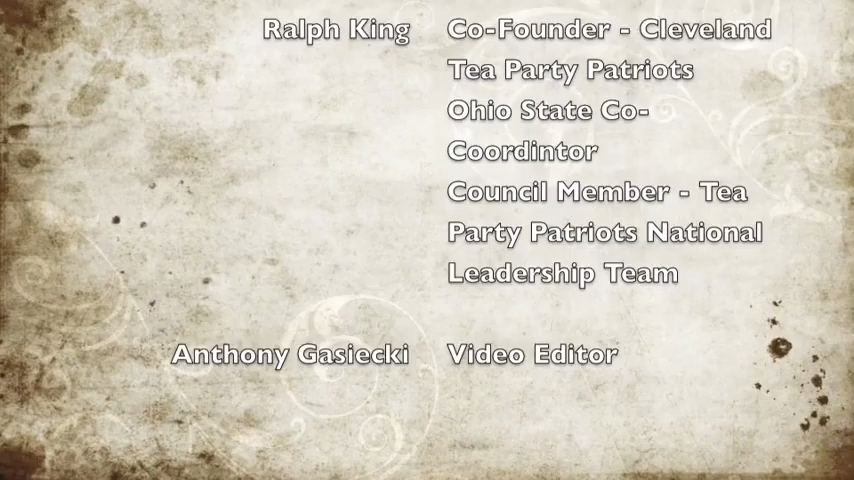 Ralph King Co-Founder - Cleveland
Tea Party Patriots
Ohio State Co-
Coordintor
Council Member - Tea
Party Patriots National
Leadership Team
Anthony Gasiecki Video Editor